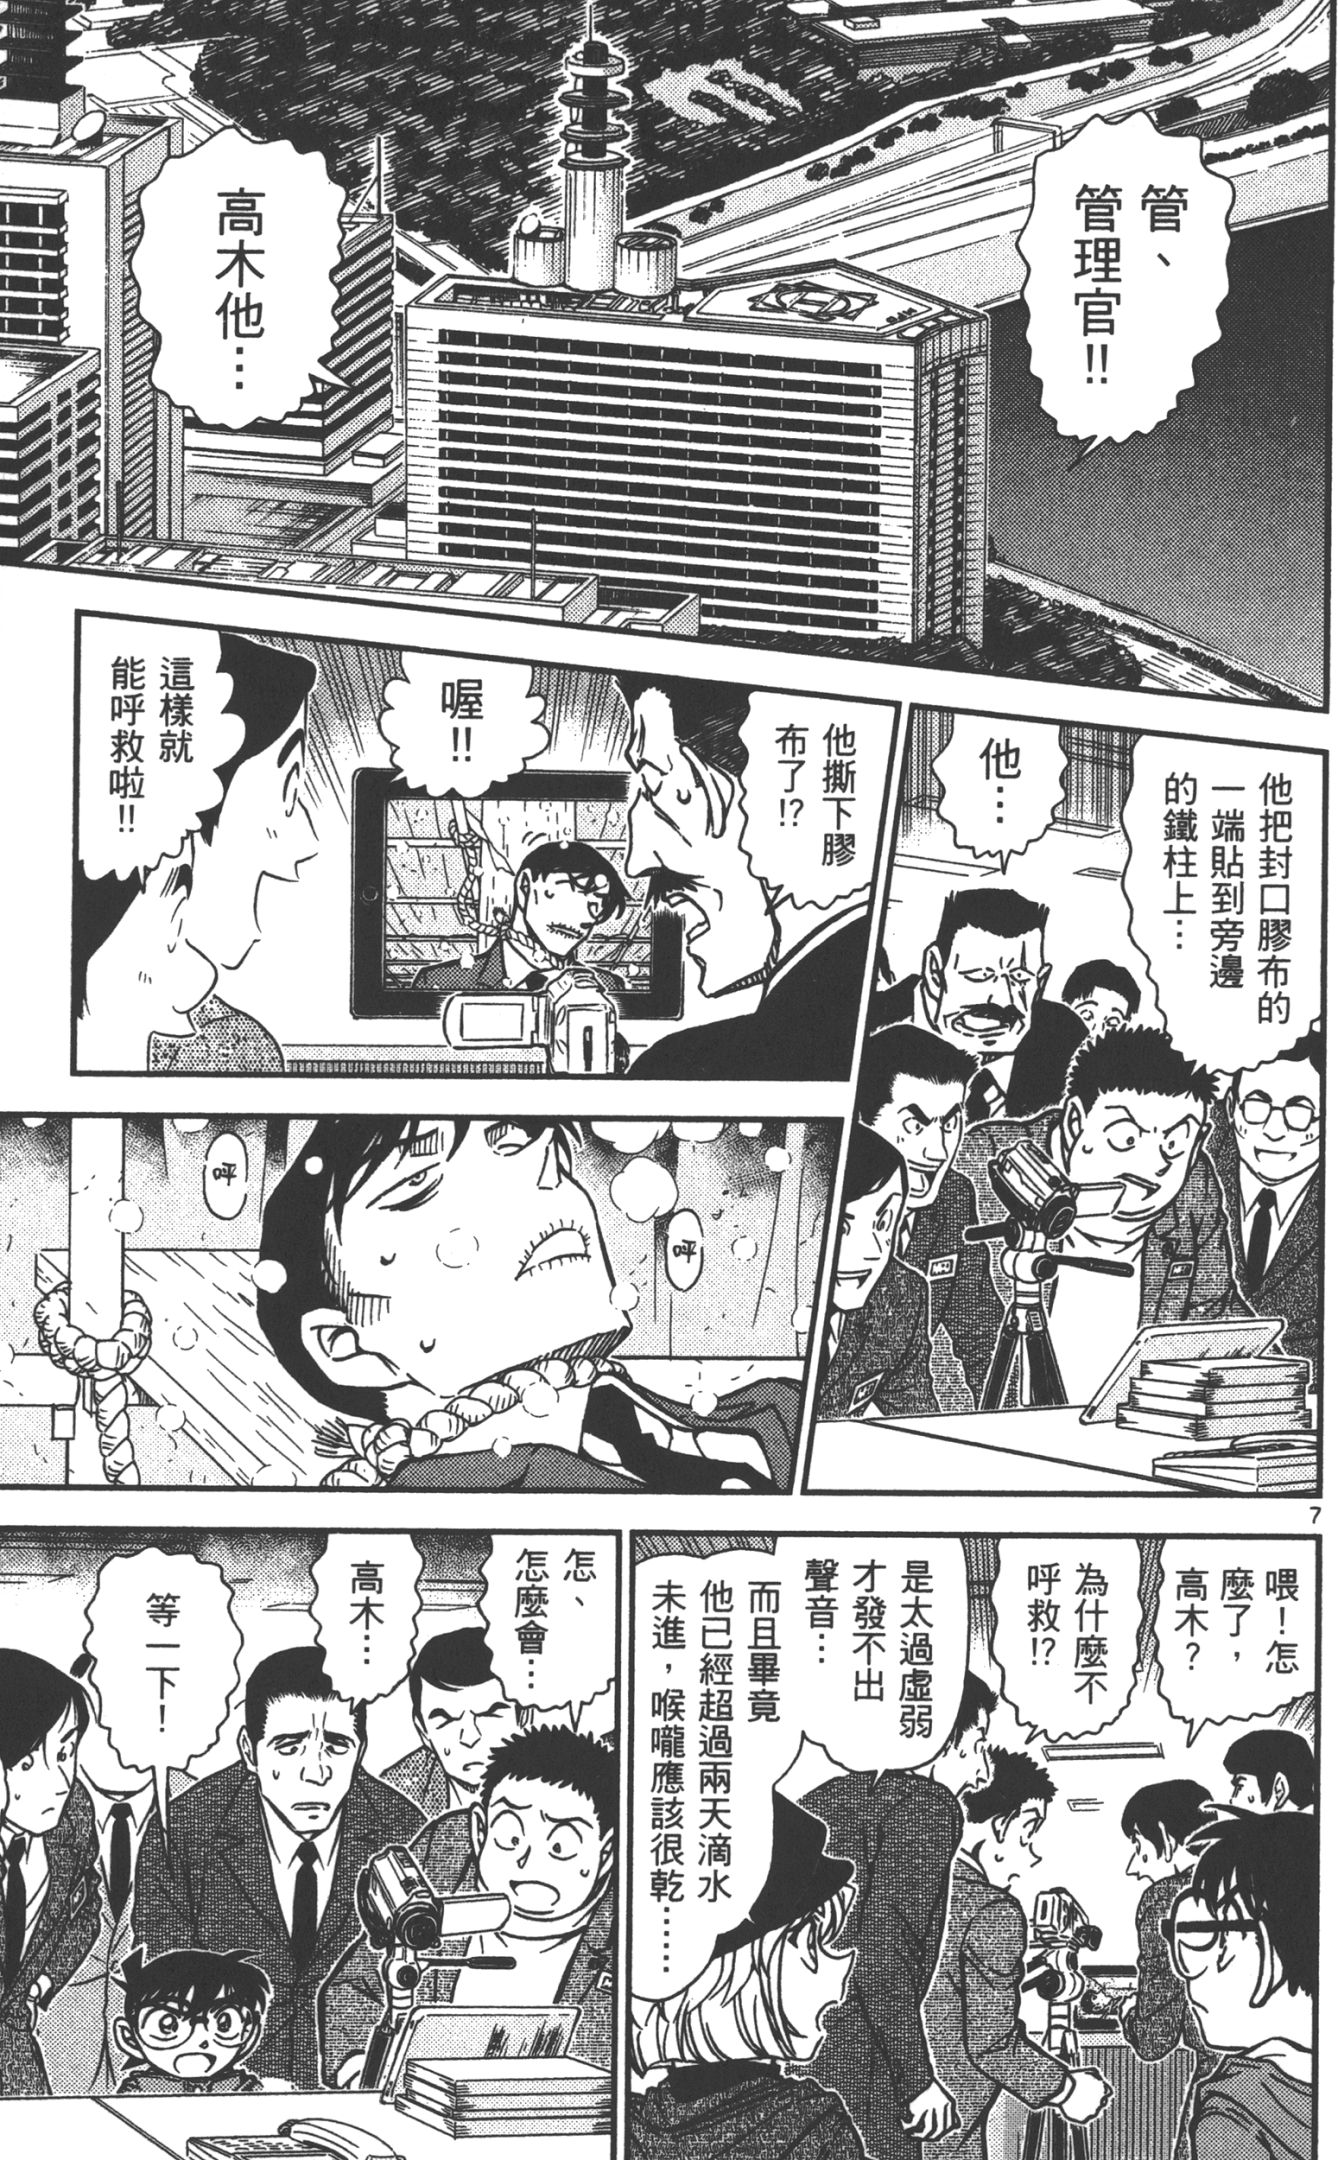 管、
管理官!!
高木他…
他把封口膠布的
一端貼到旁邊
的鐵柱上…
他…
他撕下膠
布了!?
喔!!
這樣就
能呼救啦!!
呼
呼
7
喂!怎
麼了,
高木?
為什麼不
呼救!?
是太過虛弱
才發不出
聲音…
而且畢竟
他已經超過兩天滴水
未進,喉嚨應該很乾……
怎、
怎麼會…
高木…
等一下!